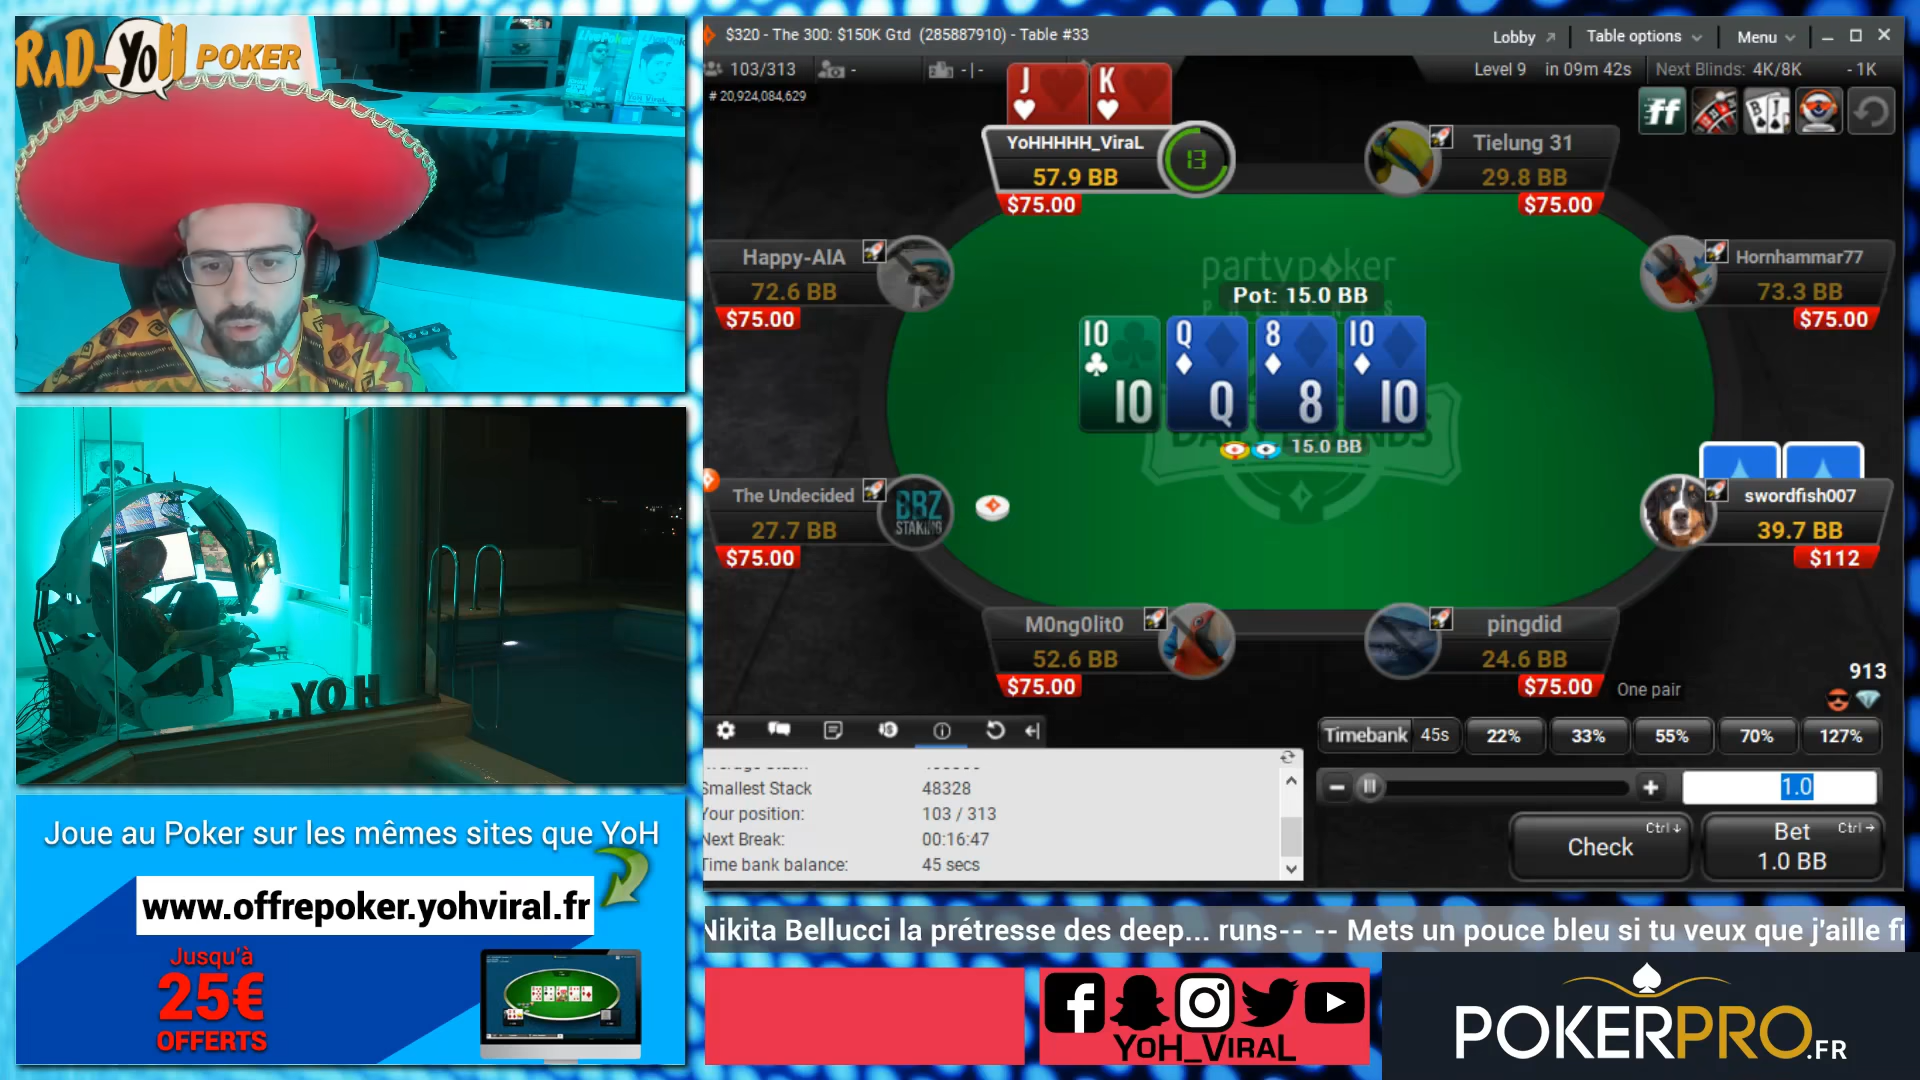 RAD-YOH POKER
$320 - The 300: $150K Gtd (285887910) - Table #33
Lobby
Table options
Menu
103/313
-
- | -
Level 9 in 09m 42s
Next Blinds: 4K/8K
- 1K
# 20,924,084,629
J
K
ff
YoHHHHH_ViraL
57.9 BB
$75.00
13
Tielung 31
29.8 BB
$75.00
Happy-AIA
72.6 BB
$75.00
Hornhammar77
73.3 BB
$75.00
partypoker
Pot: 15.0 BB
10
10
Q
Q
8
8
10
10
15.0 BB
The Undecided
27.7 BB
$75.00
BBZ
STAKING
swordfish007
39.7 BB
$112
M0ng0lit0
52.6 BB
$75.00
pingdid
24.6 BB
$75.00
One pair
913
Timebank 45s
22%
33%
55%
70%
127%
1.0
Check
Ctrl↓
Bet
1.0 BB
Ctrl→
Smallest Stack 48328
Your position: 103 / 313
Next Break: 00:16:47
Time bank balance: 45 secs
YOH
Joue au Poker sur les mêmes sites que YoH
www.offrepoker.yohviral.fr
Jusqu'à
25€
OFFERTS
Nikita Bellucci la prétresse des deep... runs-- -- Mets un pouce bleu si tu veux que j'aille fi
YoH_ViraL
POKERPRO.FR